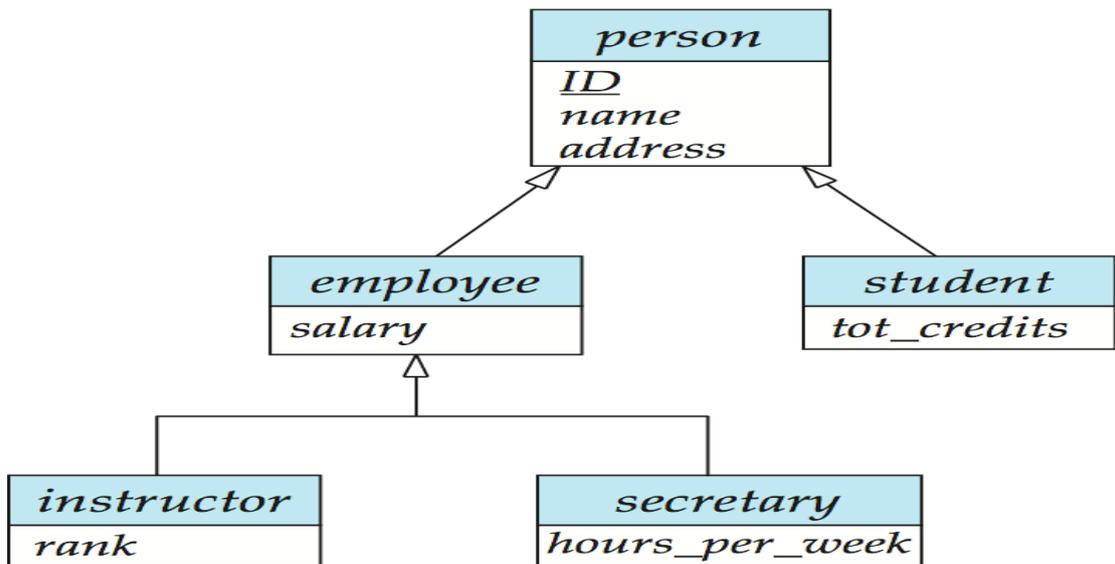 person
ID
name
address
employee
salary
student
tot_credits
instructor
rank
secretary
hours_per_week